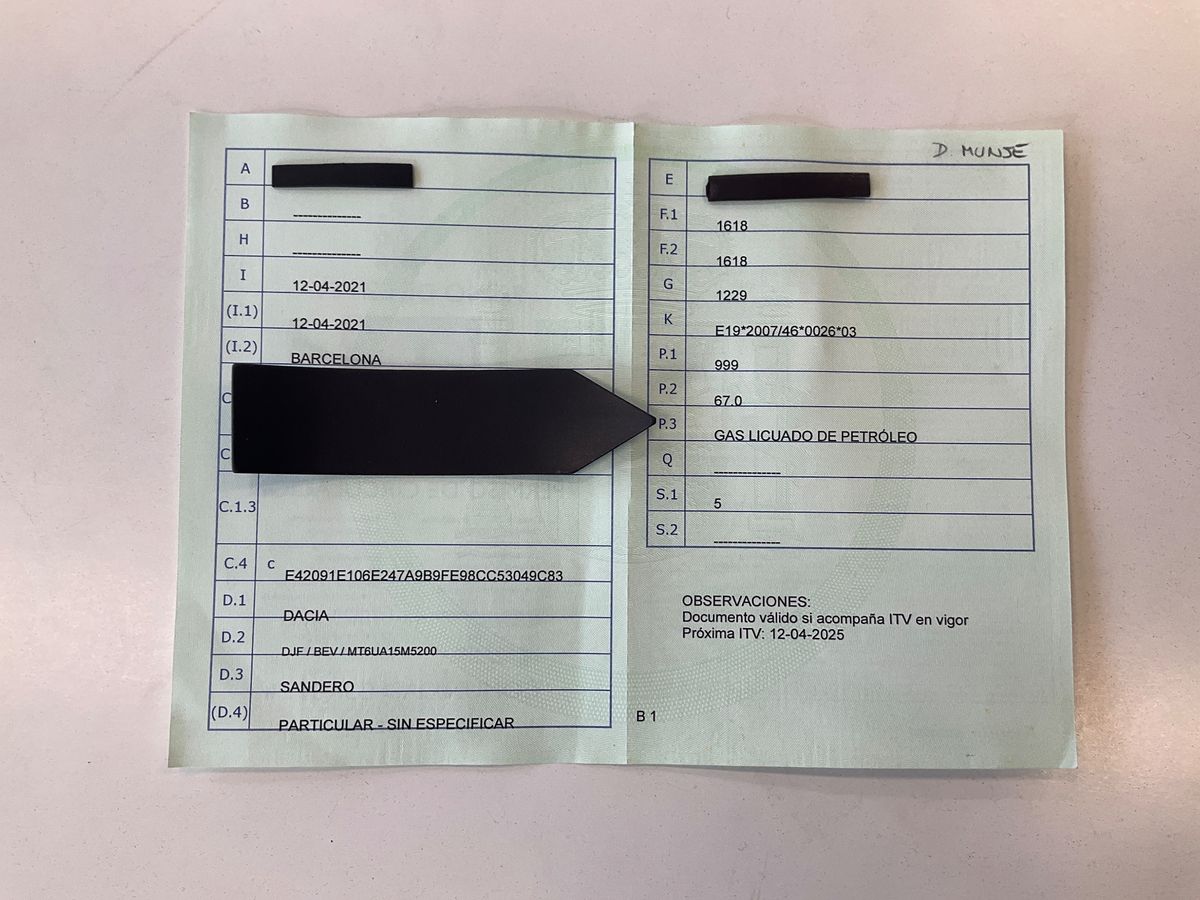 A
B --------------
H --------------
I 12-04-2021
(I.1) 12-04-2021
(I.2) BARCELONA
C
C
C.1.3
C.4 c E42091E106E247A9B9FE98CC53049C83
D.1 DACIA
D.2 DJF / BEV / MT6UA15M5200
D.3 SANDERO
(D.4) PARTICULAR - SIN ESPECIFICAR
D. MUNJE
E
F.1 1618
F.2 1618
G 1229
K E19*2007/46*0026*03
P.1 999
P.2 67.0
P.3 GAS LICUADO DE PETRÓLEO
Q --------------
S.1 5
S.2 --------------
OBSERVACIONES:
Documento válido si acompaña ITV en vigor
Próxima ITV: 12-04-2025
B 1